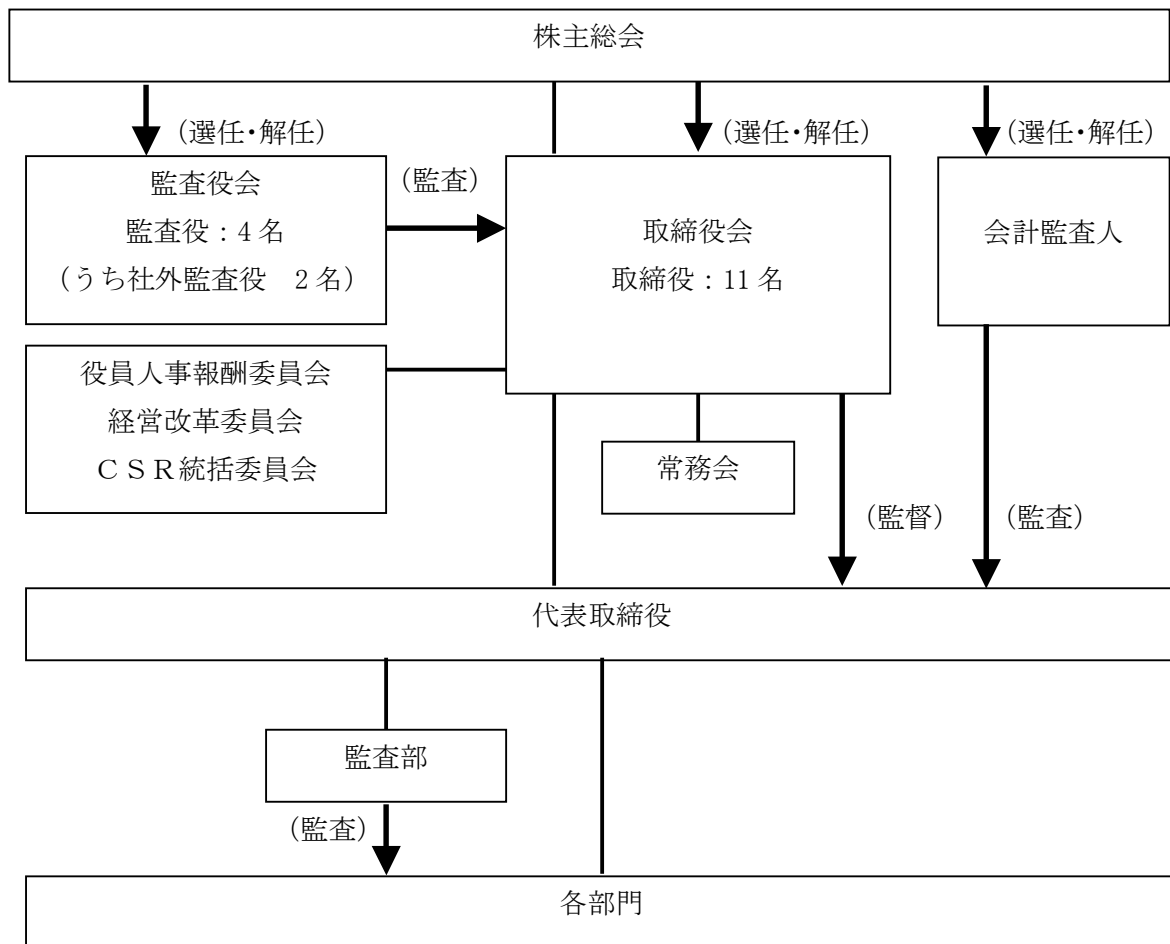 株主総会
(選任・解任)
(選任・解任)
(選任・解任)
監査役会
監査役：4名
(うち社外監査役　2名)
(監査)
取締役会
取締役：11名
会計監査人
役員人事報酬委員会
経営改革委員会
ＣＳＲ統括委員会
常務会
(監督)
(監査)
代表取締役
監査部
(監査)
各部門